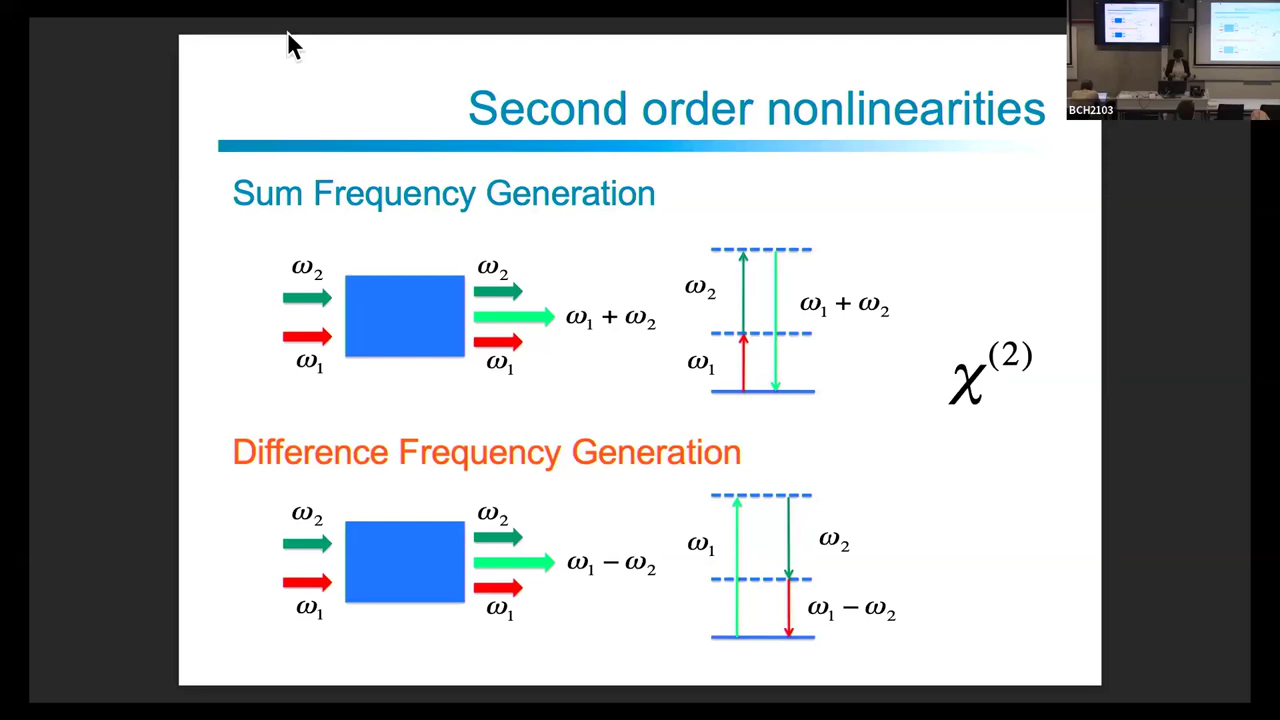 BCH2103
Second order nonlinearities
Sum Frequency Generation
ω₂
ω₁
ω₂
ω₁ + ω₂
ω₁
ω₂
ω₁
ω₁ + ω₂
χ⁽²⁾
Difference Frequency Generation
ω₂
ω₁
ω₂
ω₁ − ω₂
ω₁
ω₁
ω₂
ω₁ − ω₂